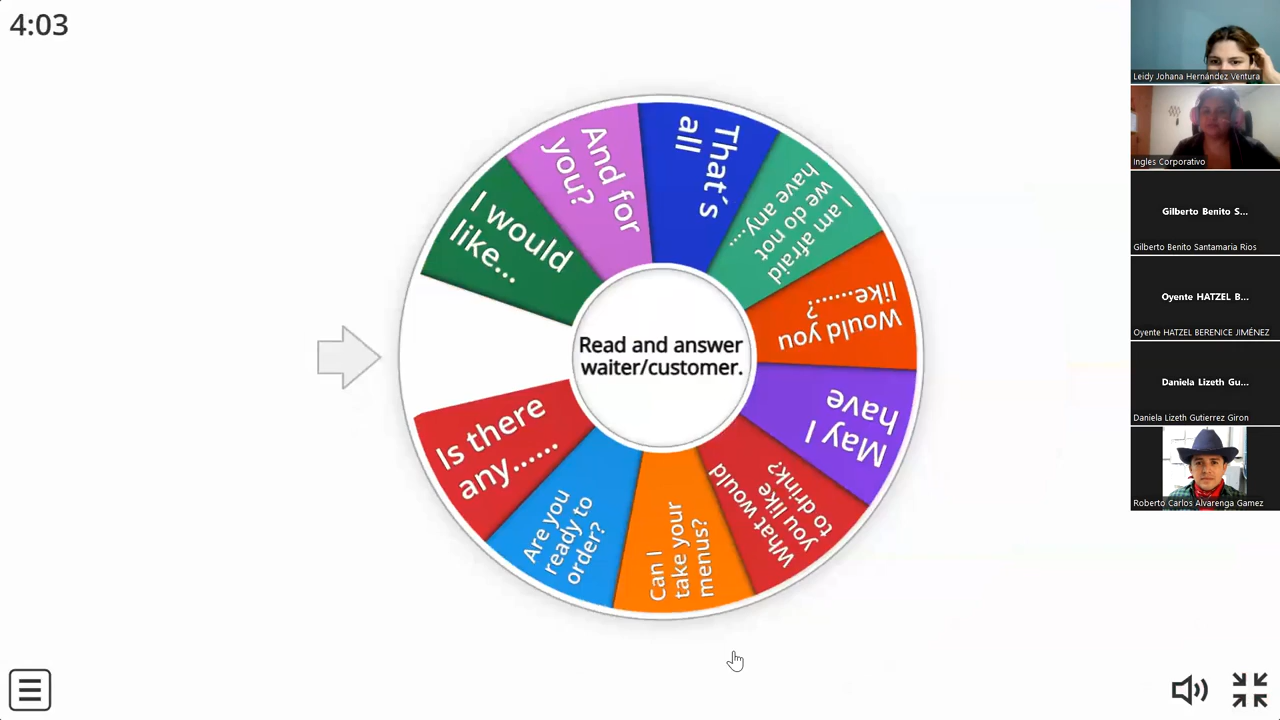 4:03
That´s
all
I am afraid
we do not
have any....
Would you
like.......?
May I
have
What would
you like
to drink?
Can I
take your
menus?
Are you
ready to
order?
Is there
any......
I would
like...
And for
you?
Read and answer
waiter/customer.
Leidy Johana Hernández Ventura
Ingles Corporativo
Gilberto Benito S...
Gilberto Benito Santamaria Rios
Oyente HATZEL B...
Oyente HATZEL BERENICE JIMÉNEZ
Daniela Lizeth Gu...
Daniela Lizeth Gutierrez Giron
Roberto Carlos Alvarenga Gamez